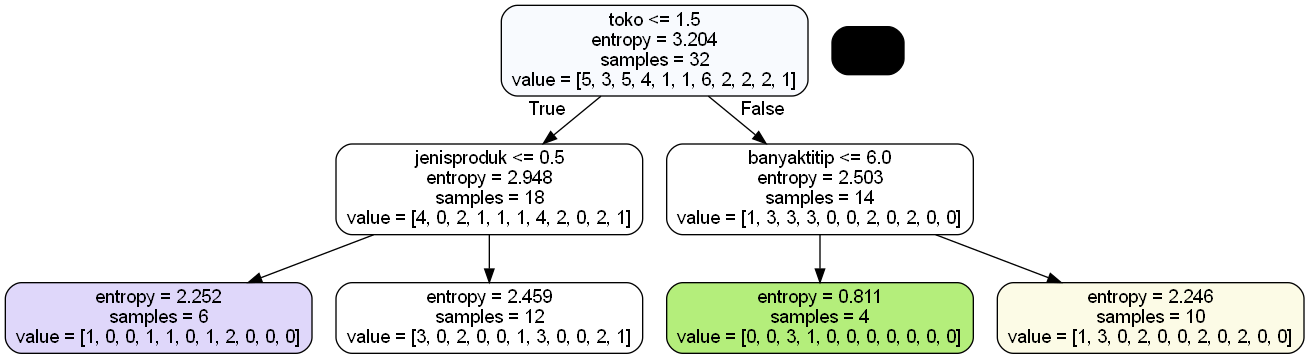 toko <= 1.5
entropy = 3.204
samples = 32
value = [5, 3, 5, 4, 1, 1, 6, 2, 2, 2, 1]
True
False
jenisproduk <= 0.5
entropy = 2.948
samples = 18
value = [4, 0, 2, 1, 1, 1, 4, 2, 0, 2, 1]
banyaktitip <= 6.0
entropy = 2.503
samples = 14
value = [1, 3, 3, 3, 0, 0, 2, 0, 2, 0, 0]
entropy = 2.252
samples = 6
value = [1, 0, 0, 1, 1, 0, 1, 2, 0, 0, 0]
entropy = 2.459
samples = 12
value = [3, 0, 2, 0, 0, 1, 3, 0, 0, 2, 1]
entropy = 0.811
samples = 4
value = [0, 0, 3, 1, 0, 0, 0, 0, 0, 0, 0]
entropy = 2.246
samples = 10
value = [1, 3, 0, 2, 0, 0, 2, 0, 2, 0, 0]